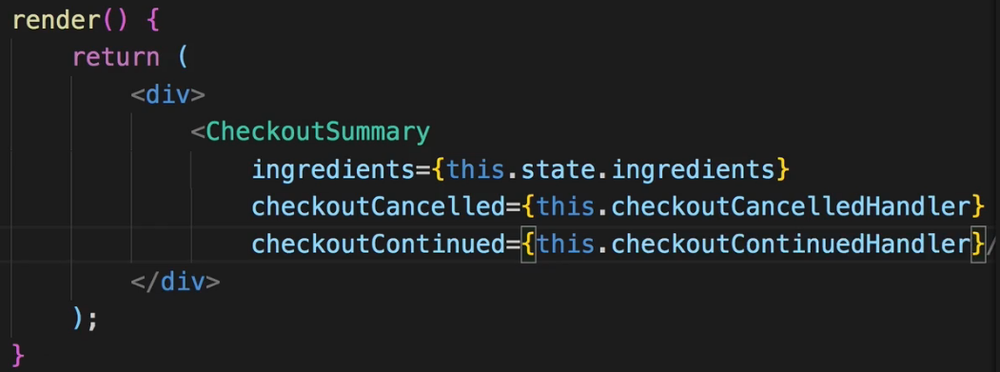 render() {
return (
<div>
<CheckoutSummary
ingredients={this.state.ingredients}
checkoutCancelled={this.checkoutCancelledHandler}
checkoutContinued={this.checkoutContinuedHandler}/
</div>
);
}